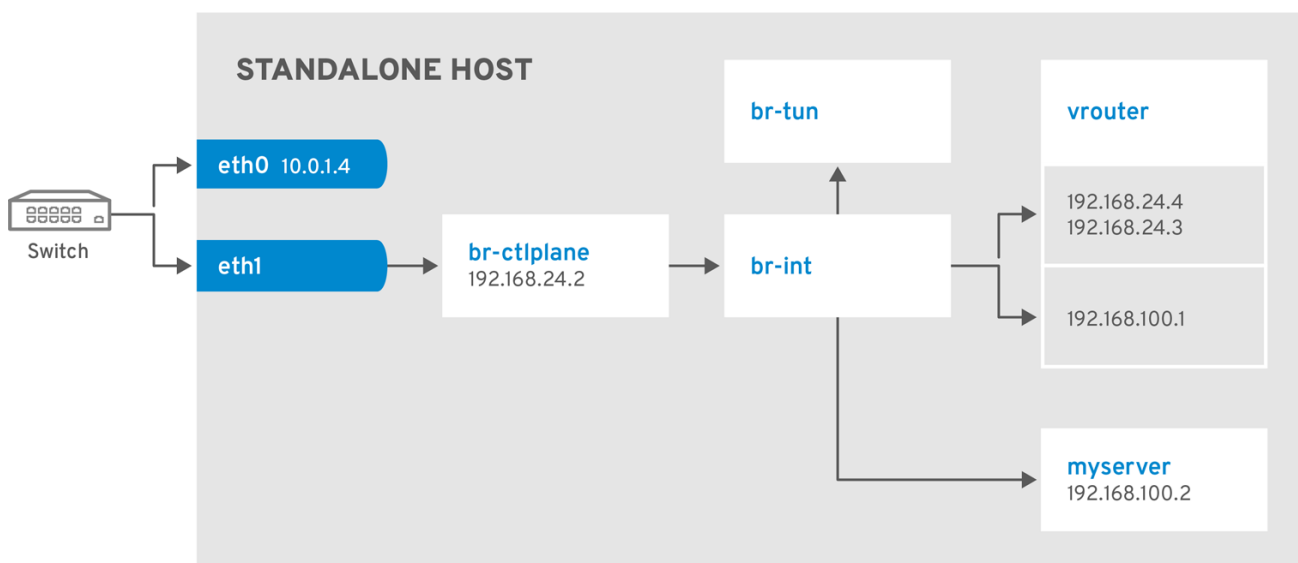 STANDALONE HOST
br-tun
vrouter
eth0 10.0.1.4
192.168.24.4
192.168.24.3
Switch
eth1
br-ctlplane
192.168.24.2
br-int
192.168.100.1
myserver
192.168.100.2